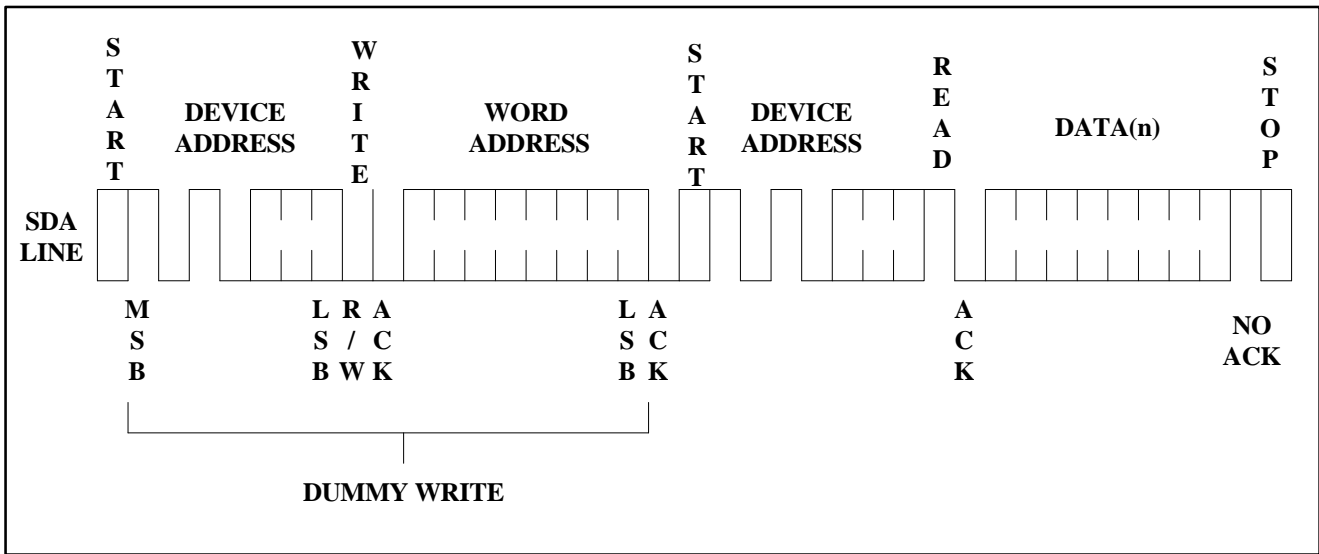 START
WRITE
START
READ
STOP
DEVICE
ADDRESS
WORD
ADDRESS
DEVICE
ADDRESS
DATA(n)
SDA
LINE
MSB
LSB
R/W
ACK
LSB
ACK
ACK
NO
ACK
DUMMY WRITE